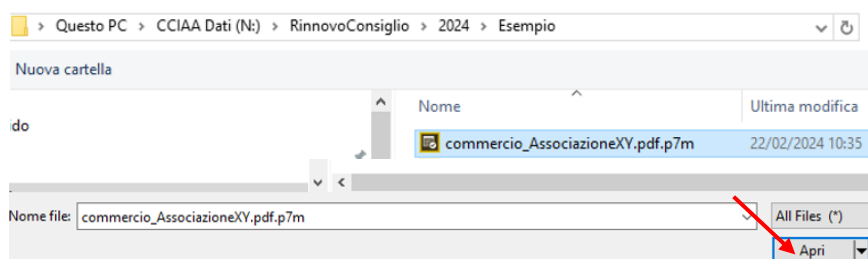 Questo PC > CCIAA Dati (N:) > RinnovoConsiglio > 2024 > Esempio
Nuova cartella
Nome Ultima modifica
ido
commercio_AssociazioneXY.pdf.p7m 22/02/2024 10:35
Nome file: commercio_AssociazioneXY.pdf.p7m All Files (*)
Apri